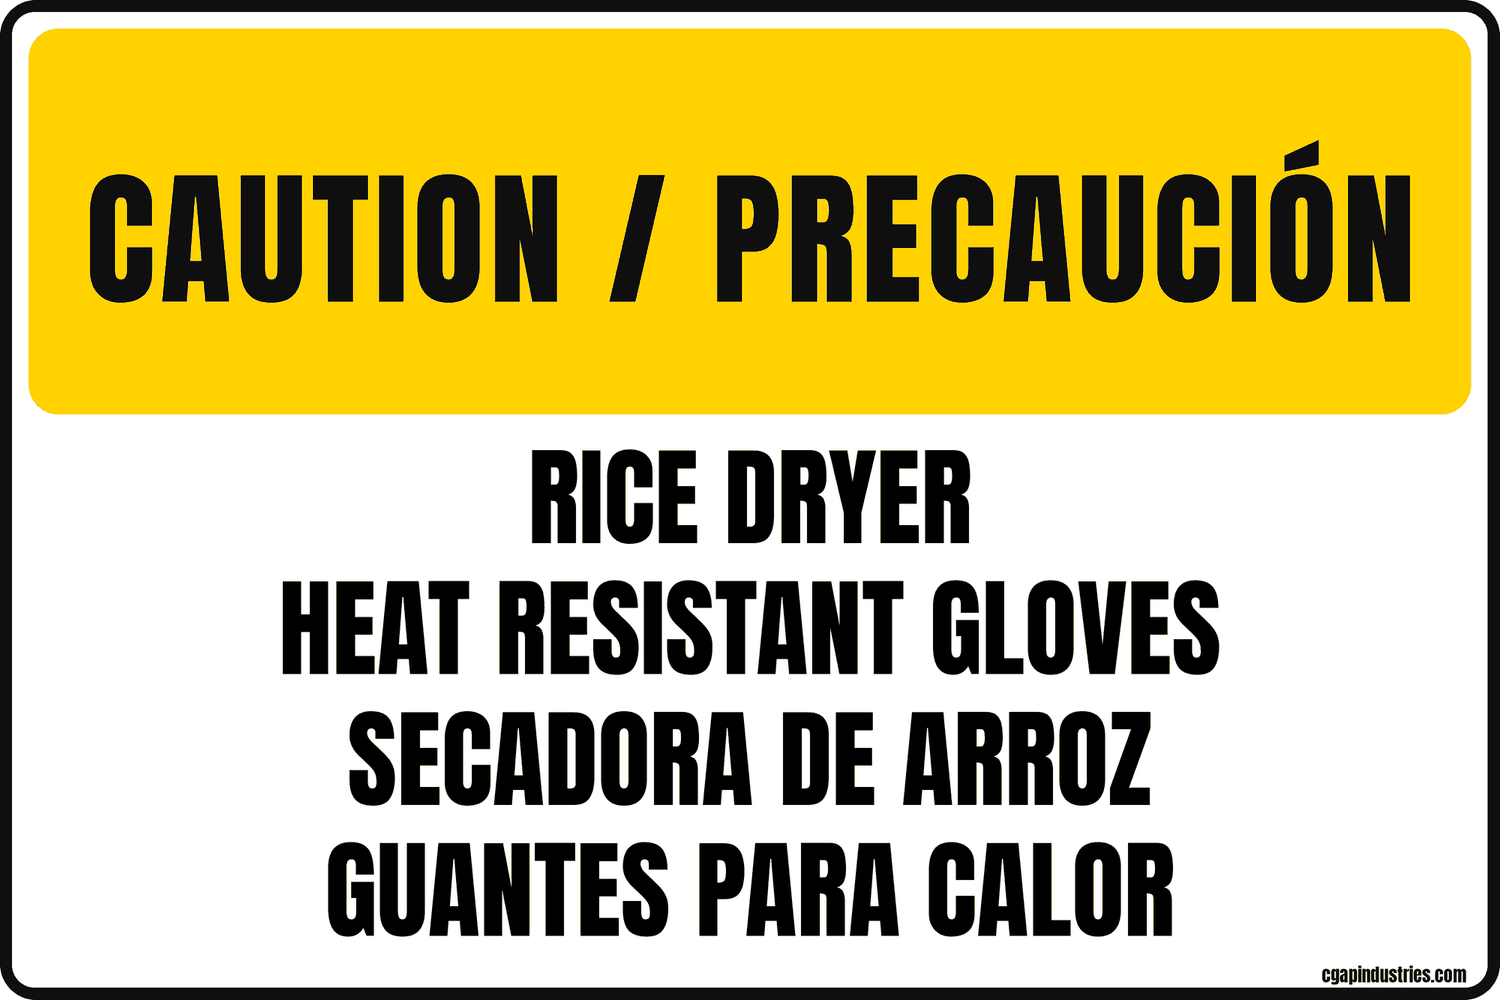 CAUTION / PRECAUCIÓN
RICE DRYER
HEAT RESISTANT GLOVES
SECADORA DE ARROZ
GUANTES PARA CALOR
cgapindustries.com